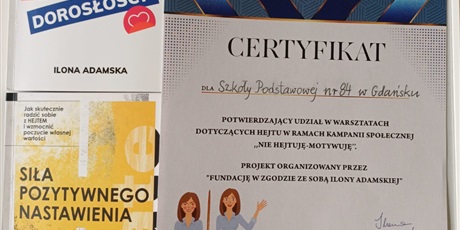 DOROSŁOŚCI
ILONA ADAMSKA
Jak skutecznie
radzić sobie
z HEJTEM
i wzmocnić
poczucie własnej
wartości
SIŁA
POZYTYWNEGO
NASTAWIENIA
CERTYFIKAT
DLA Szkoły Podstawowej nr 84 w Gdańsku
POTWIERDZAJĄCY UDZIAŁ W WARSZTATACH
DOTYCZĄCYCH HEJTU W RAMACH KAMPANII SPOŁECZNEJ
,,NIE HEJTUJĘ-MOTYWUJĘ".
PROJEKT ORGANIZOWANY PRZEZ
"FUNDACJĘ W ZGODZIE ZE SOBĄ ILONY ADAMSKIEJ"